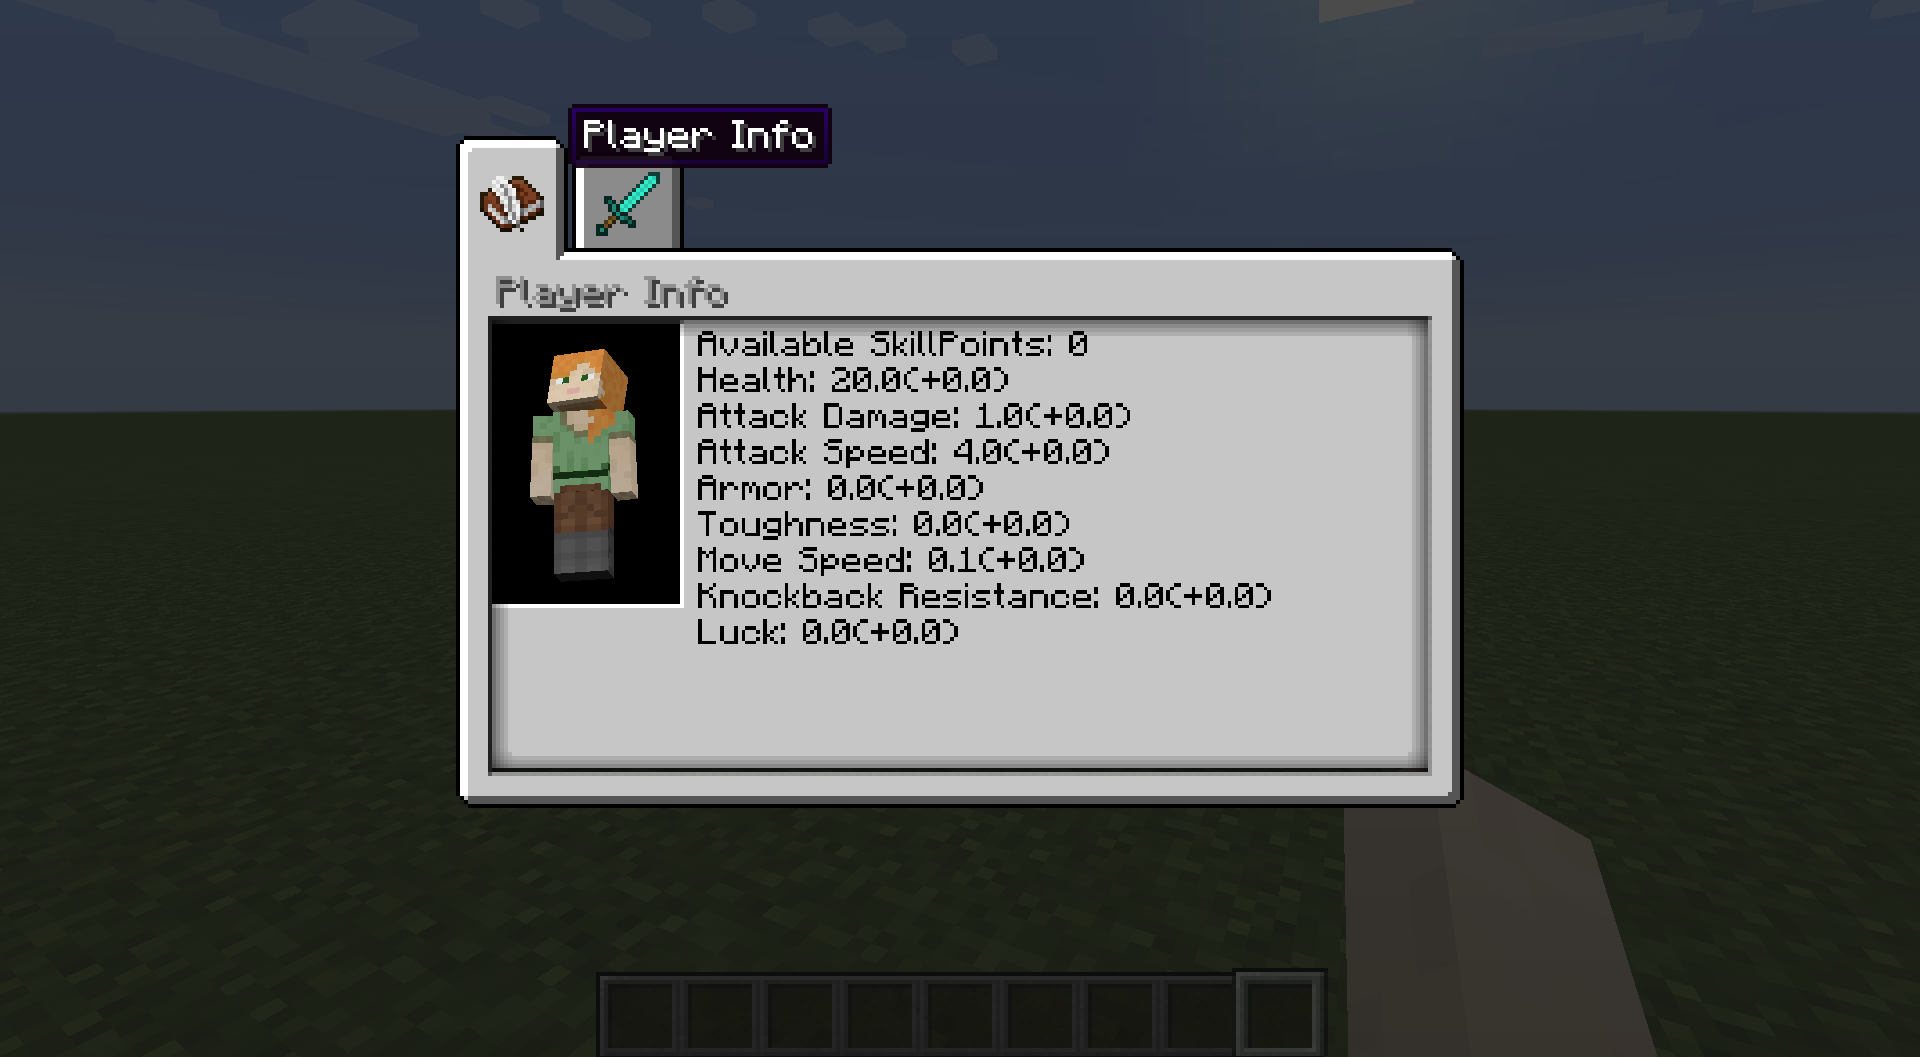 Player Info
Player Info
Available SkillPoints: 0
Health: 20.0(+0.0)
Attack Damage: 1.0(+0.0)
Attack Speed: 4.0(+0.0)
Armor: 0.0(+0.0)
Toughness: 0.0(+0.0)
Move Speed: 0.1(+0.0)
Knockback Resistance: 0.0(+0.0)
Luck: 0.0(+0.0)